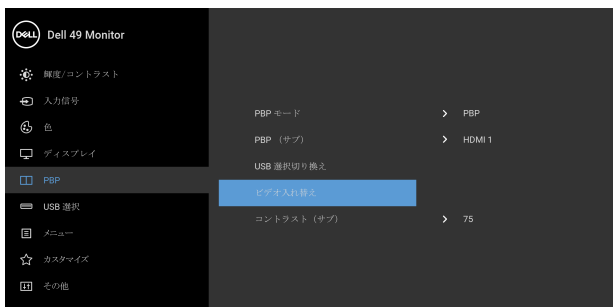 DELL
Dell 49 Monitor
輝度/コントラスト
入力信号
色
ディスプレイ
PBP
USB 選択
メニュー
カスタマイズ
その他
PBP モード
PBP
PBP (サブ)
HDMI 1
USB 選択切り換え
ビデオ入れ替え
コントラスト (サブ)
75